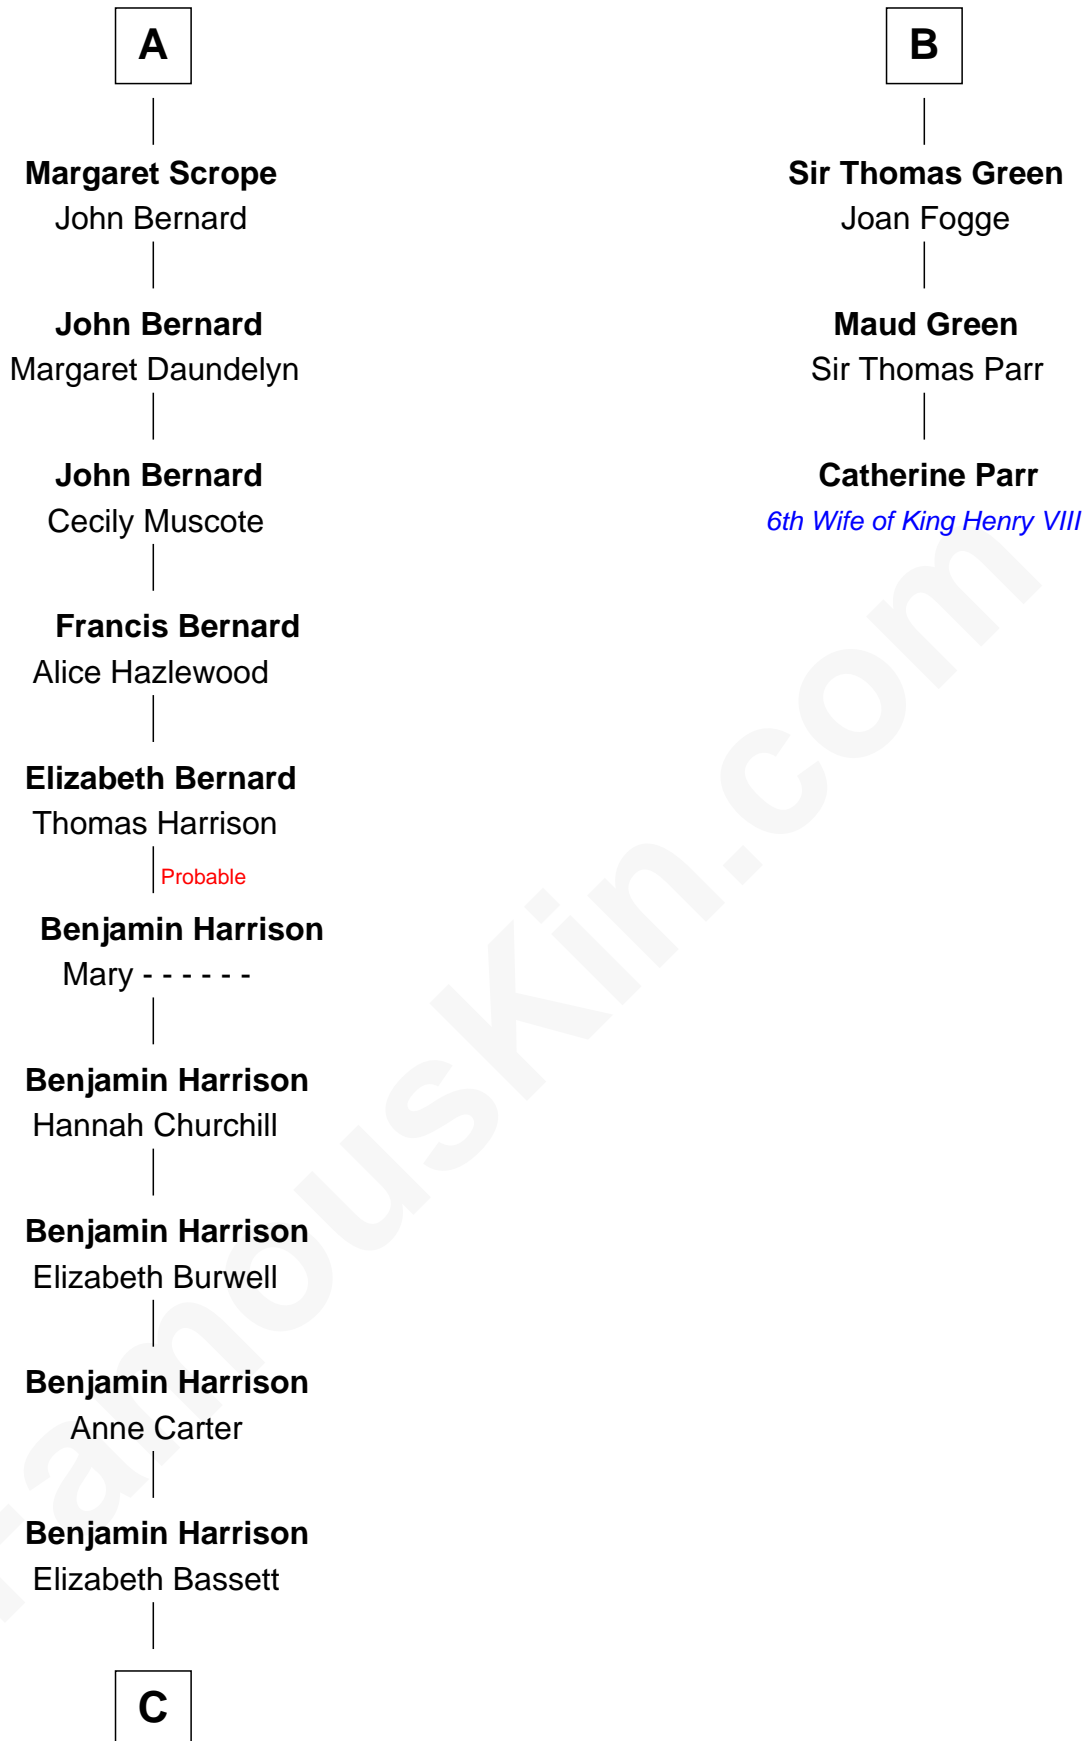 A
Margaret Scrope
John Bernard
John Bernard
Margaret Daundelyn
John Bernard
Cecily Muscote
Francis Bernard
Alice Hazlewood
Elizabeth Bernard
Thomas Harrison
Probable
Benjamin Harrison
Mary - - - - - -
Benjamin Harrison
Hannah Churchill
Benjamin Harrison
Elizabeth Burwell
Benjamin Harrison
Anne Carter
Benjamin Harrison
Elizabeth Bassett
C
B
Sir Thomas Green
Joan Fogge
Maud Green
Sir Thomas Parr
Catherine Parr
6th Wife of King Henry VIII
FamousKin.com